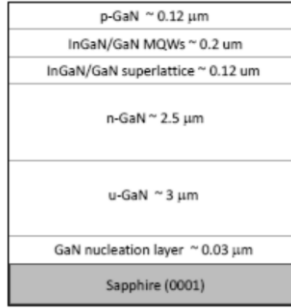 p-GaN ~ 0.12 µm
InGaN/GaN MQWs ~ 0.2 um
InGaN/GaN superlattice ~ 0.12 um
n-GaN ~ 2.5 µm
u-GaN ~ 3 µm
GaN nucleation layer ~ 0.03 µm
Sapphire (0001)